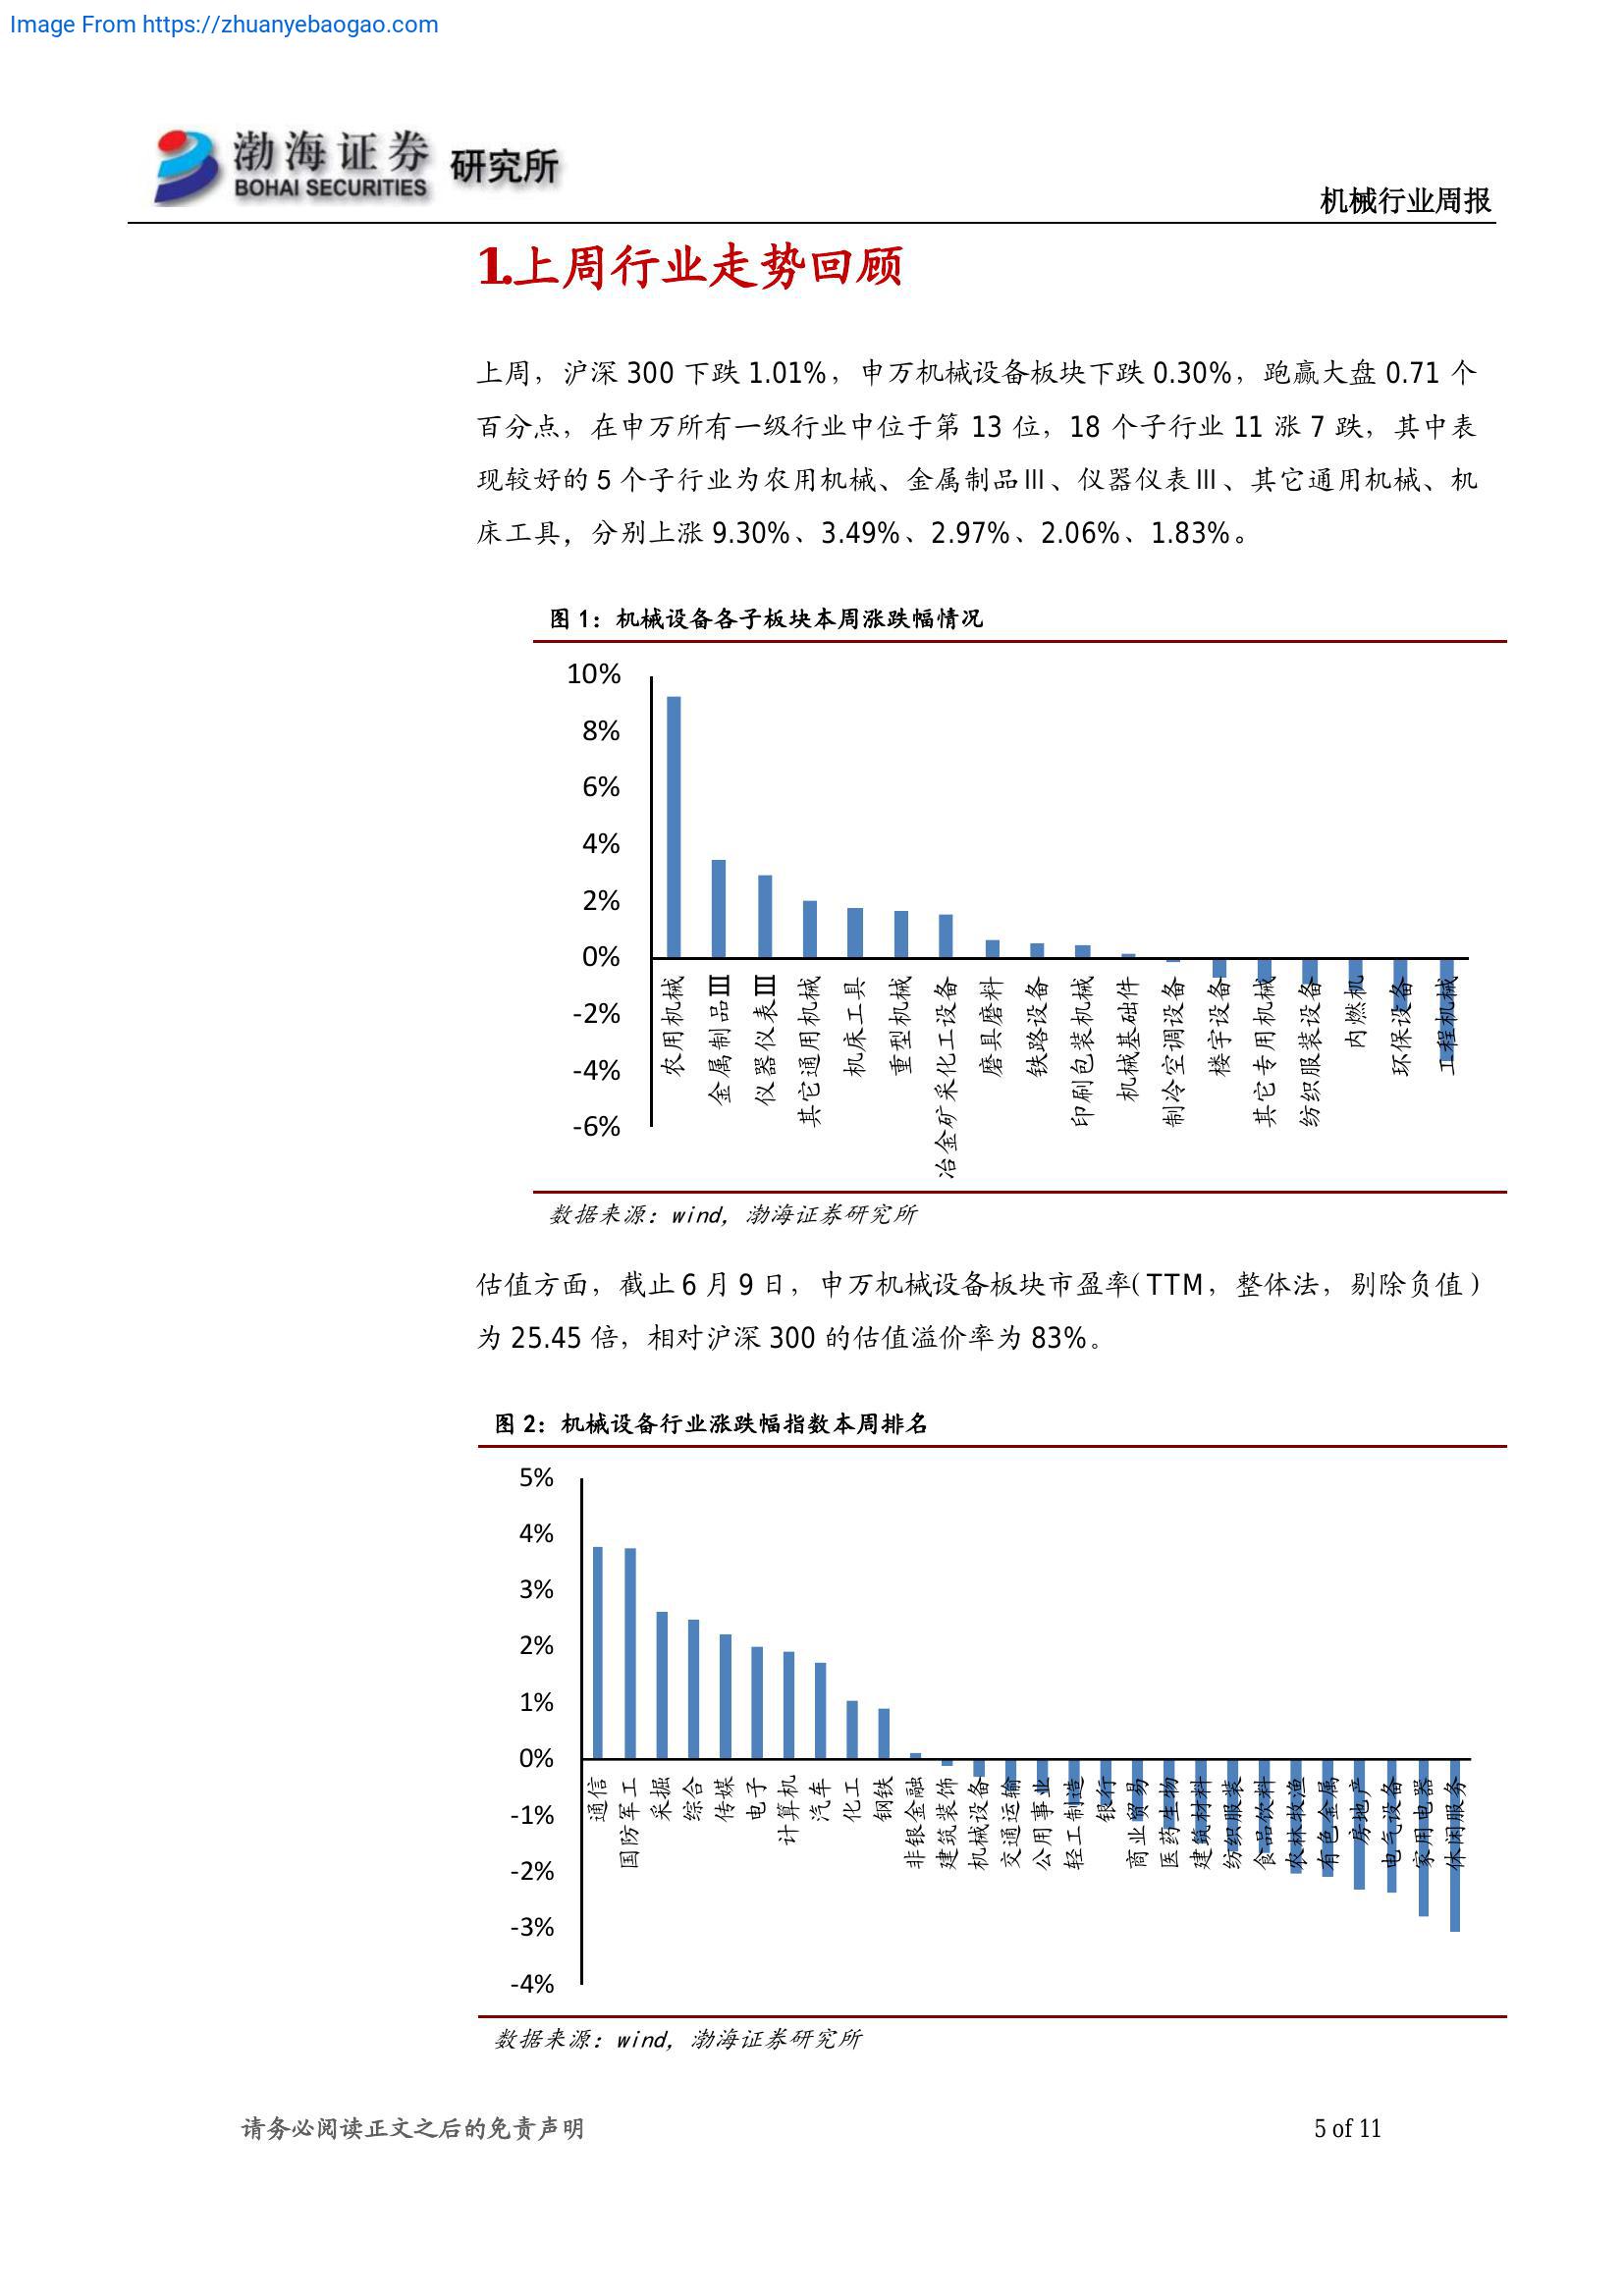 Image From https://zhuanyebaogao.com
渤海证券 研究所
BOHAI SECURITIES
机械行业周报
1.上周行业走势回顾
上周，沪深 300 下跌 1.01%，申万机械设备板块下跌 0.30%，跑赢大盘 0.71 个
百分点，在申万所有一级行业中位于第 13 位，18 个子行业 11 涨 7 跌，其中表
现较好的 5 个子行业为农用机械、金属制品Ⅲ、仪器仪表Ⅲ、其它通用机械、机
床工具，分别上涨 9.30%、3.49%、2.97%、2.06%、1.83%。
图 1：机械设备各子板块本周涨跌幅情况
10%
8%
6%
4%
2%
0%
-2%
-4%
-6%
农用机械
金属制品Ⅲ
仪器仪表Ⅲ
其它通用机械
机床工具
重型机械
冶金矿采化工设备
磨具磨料
铁路设备
印刷包装机械
机械基础件
制冷空调设备
楼宇设备
其它专用机械
纺织服装设备
内燃机
环保设备
工程机械
数据来源：wind，渤海证券研究所
估值方面，截止 6 月 9 日，申万机械设备板块市盈率(TTM，整体法，剔除负值）
为 25.45 倍，相对沪深 300 的估值溢价率为 83%。
图 2：机械设备行业涨跌幅指数本周排名
5%
4%
3%
2%
1%
0%
-1%
-2%
-3%
-4%
通信
国防军工
采掘
综合
传媒
电子
计算机
汽车
化工
钢铁
非银金融
建筑装饰
机械设备
交通运输
公用事业
轻工制造
银行
商业贸易
医药生物
建筑材料
纺织服装
食品饮料
农林牧渔
有色金属
房地产
电气设备
家用电器
休闲服务
数据来源：wind，渤海证券研究所
请务必阅读正文之后的免责声明
5 of 11